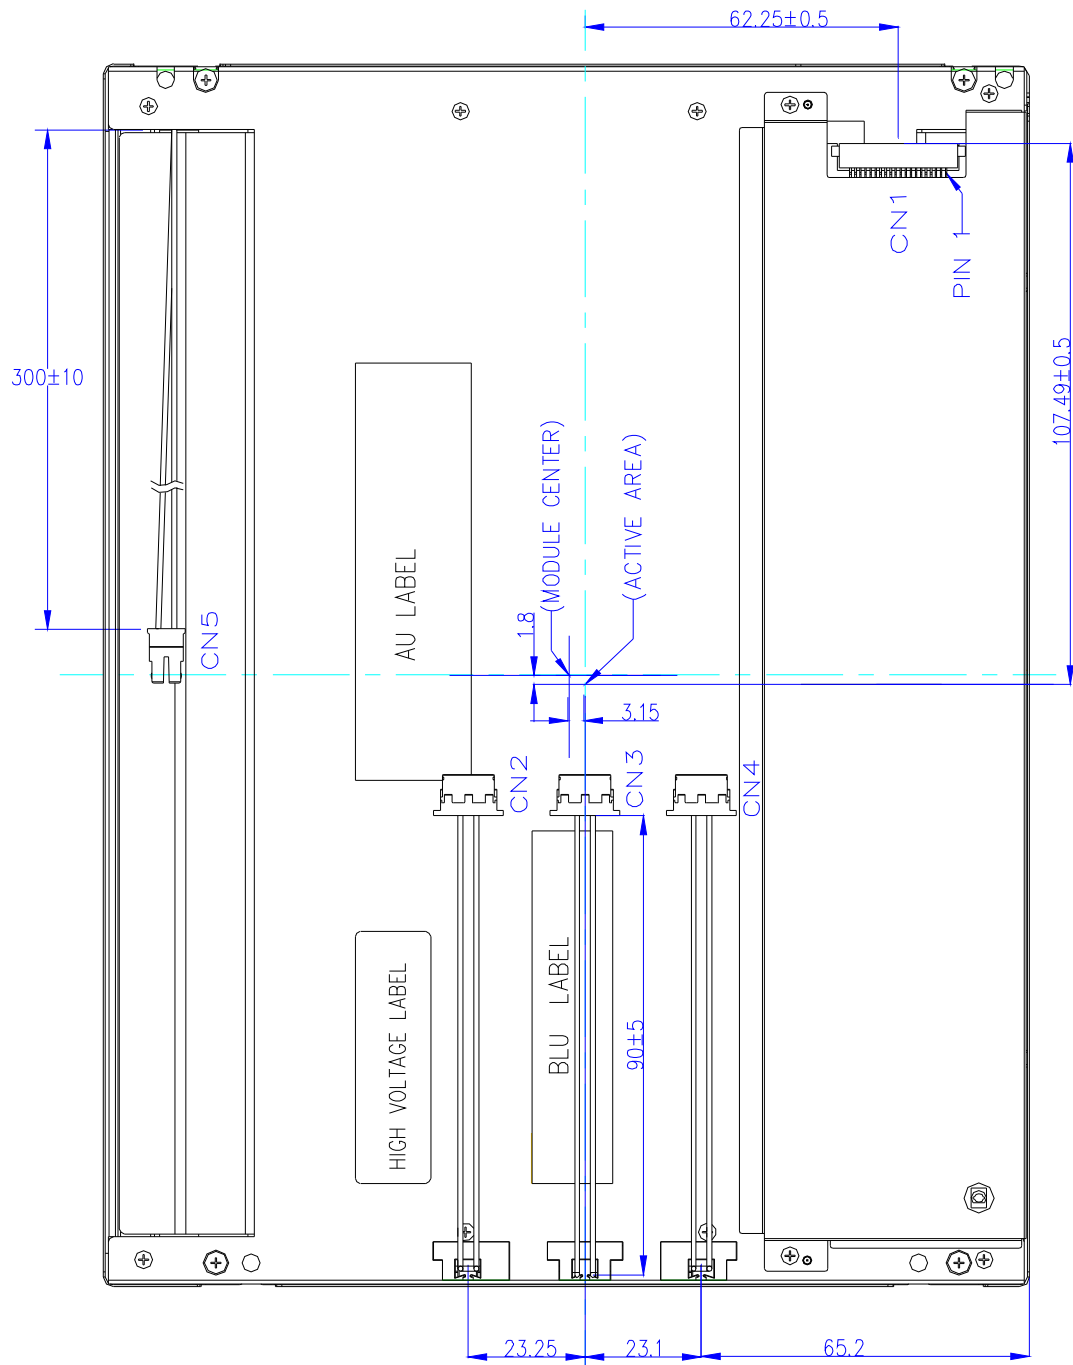 62.25±0.5
CN1
PIN 1
300±10
107.49±0.5
(MODULE CENTER)
(ACTIVE AREA)
AU LABEL
1.8
CN5
3.15
CN2
CN3
CN4
HIGH VOLTAGE LABEL
BLU LABEL
90±5
23.25
23.1
65.2